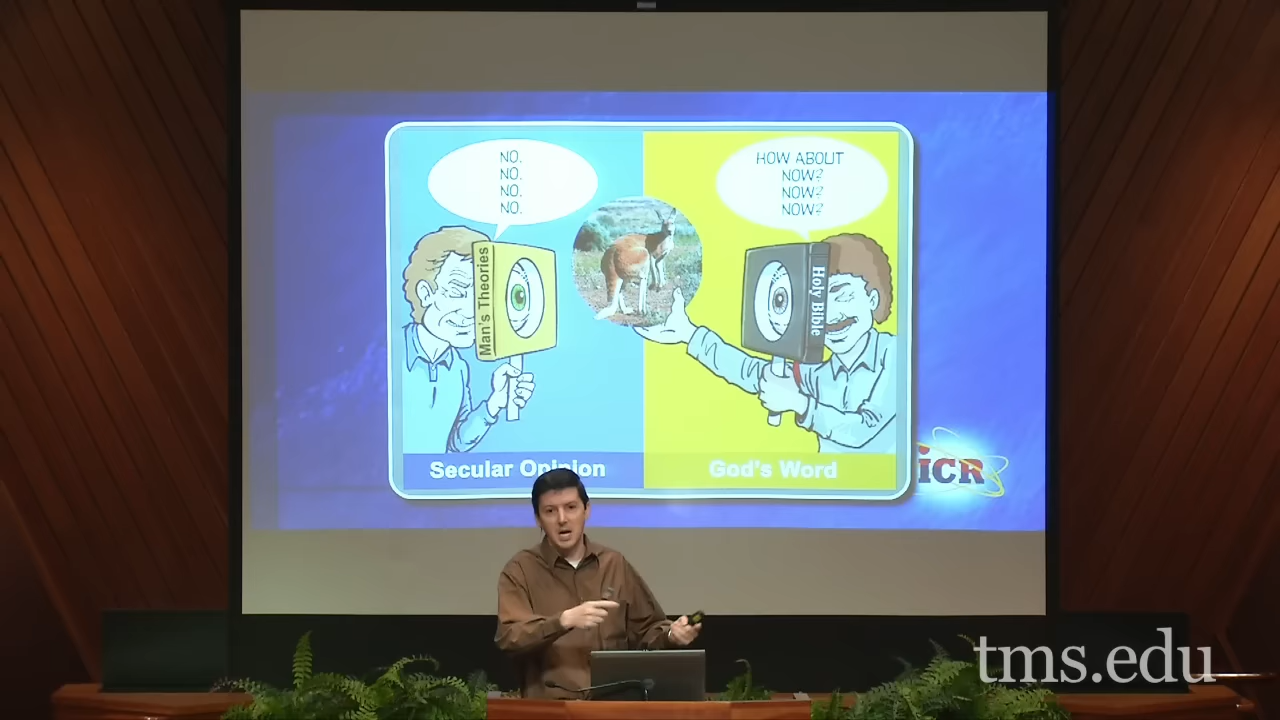 NO.
NO.
NO.
NO.
HOW ABOUT
NOW?
NOW?
NOW?
Man's Theories
Holy Bible
Secular Opinion
God's Word
iCR
tms.edu